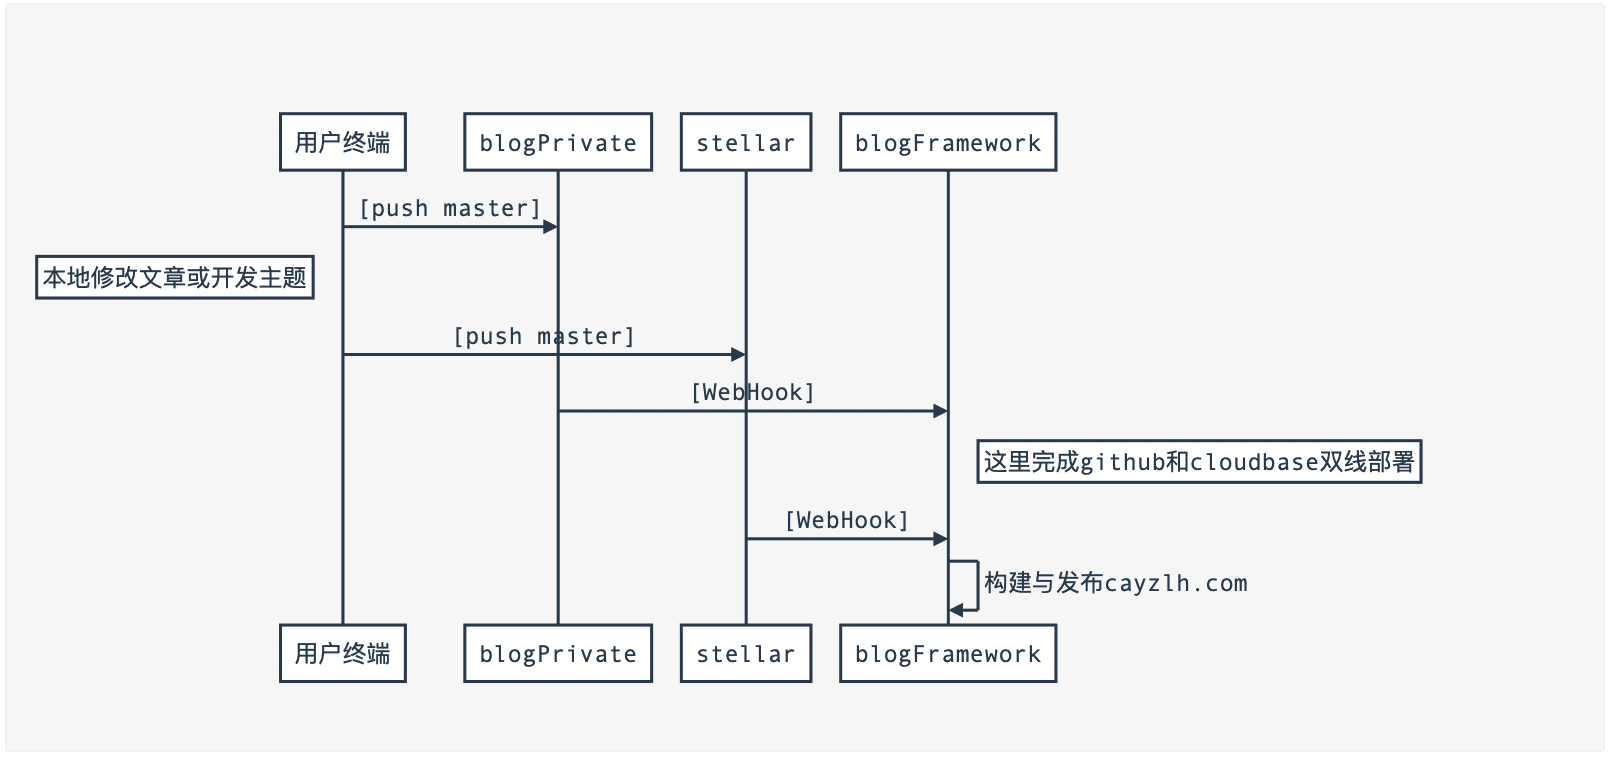 用户终端
blogPrivate
stellar
blogFramework
[push master]
本地修改文章或开发主题
[push master]
[WebHook]
这里完成github和cloudbase双线部署
[WebHook]
构建与发布cayzlh.com
用户终端
blogPrivate
stellar
blogFramework